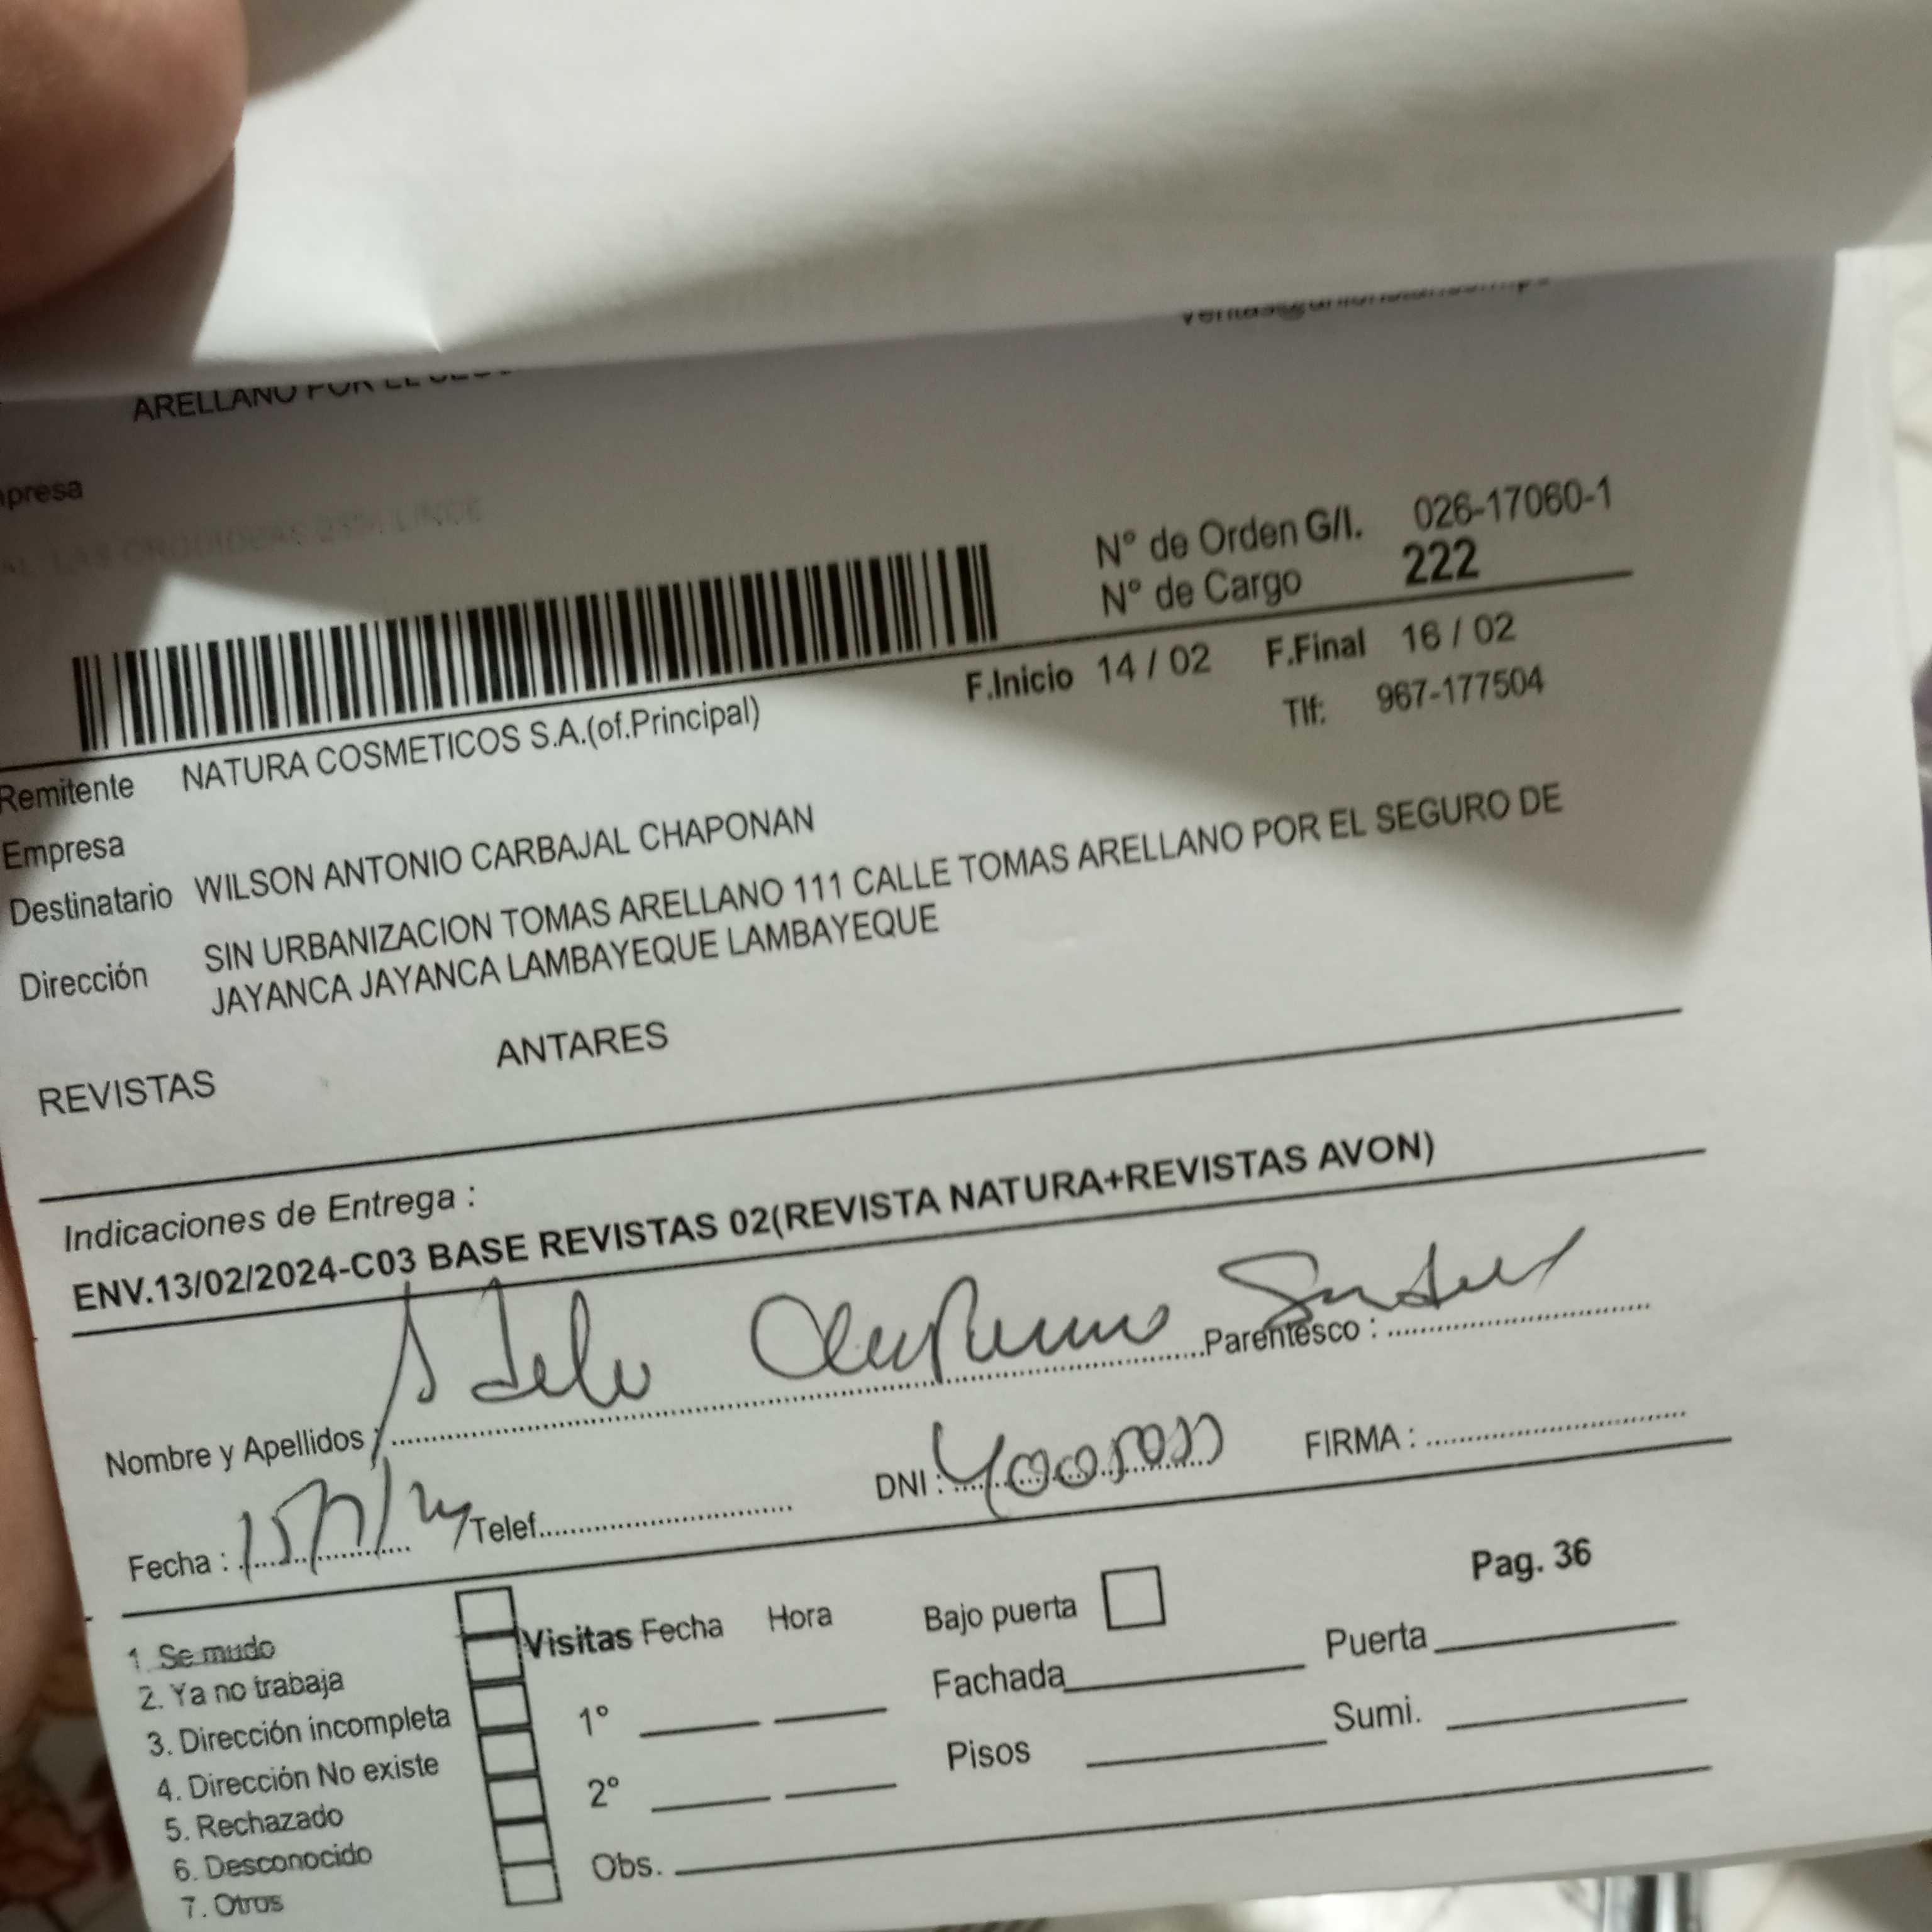 ARELLANO POR EL
Empresa
N° de Orden G/I. 026-17060-1
N° de Cargo 222
F.Inicio 14 / 02 F.Final 16 / 02
Tlf: 967-177504
Remitente NATURA COSMETICOS S.A.(of.Principal)
Empresa
Destinatario WILSON ANTONIO CARBAJAL CHAPONAN
Dirección SIN URBANIZACION TOMAS ARELLANO 111 CALLE TOMAS ARELLANO POR EL SEGURO DE
JAYANCA JAYANCA LAMBAYEQUE LAMBAYEQUE
REVISTAS ANTARES
Indicaciones de Entrega :
ENV.13/02/2024-C03 BASE REVISTAS 02(REVISTA NATURA+REVISTAS AVON)
Nombre y Apellidos : Parentesco :
Fecha : Telef. DNI : FIRMA :
Pag. 36
1. Se mudo
2. Ya no trabaja
3. Dirección incompleta
4. Dirección No existe
5. Rechazado
6. Desconocido
7. Otros
Visitas Fecha Hora
1°
2°
Obs.
Bajo puerta
Fachada Puerta
Pisos Sumi.